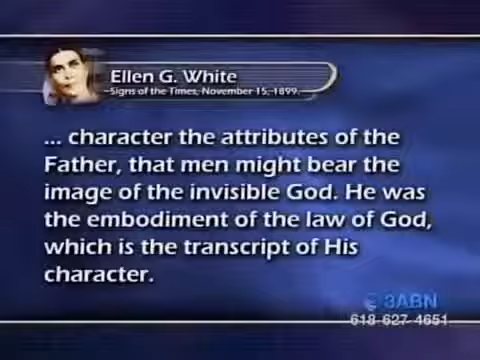 Ellen G. White
Signs of the Times, November 15, 1899.
... character the attributes of the
Father, that men might bear the
image of the invisible God. He was
the embodiment of the law of God,
which is the transcript of His
character.
3ABN
618-627-4651